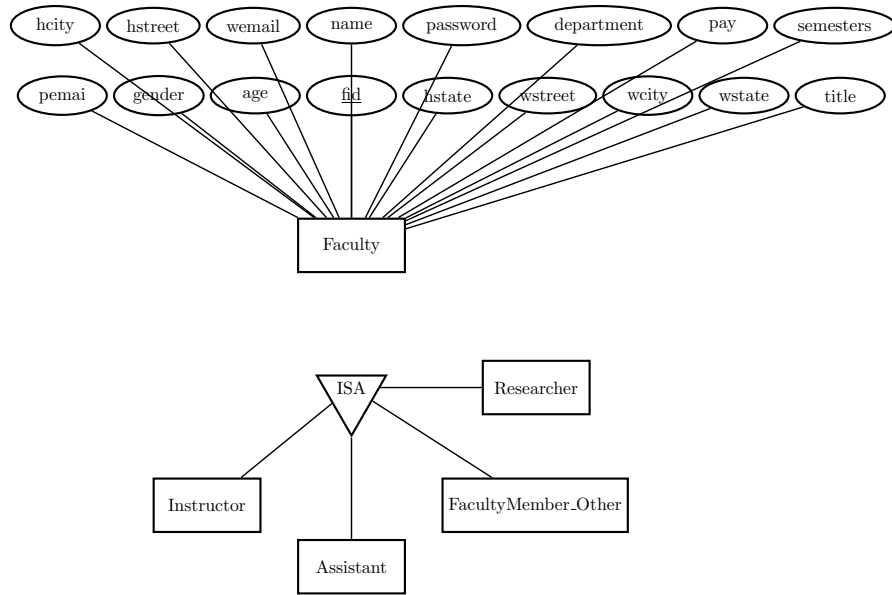 hcity hstreet wemail name password department pay semesters
pemai gender age fid hstate wstreet wcity wstate title
Faculty
ISA
Researcher
Instructor
FacultyMember_Other
Assistant